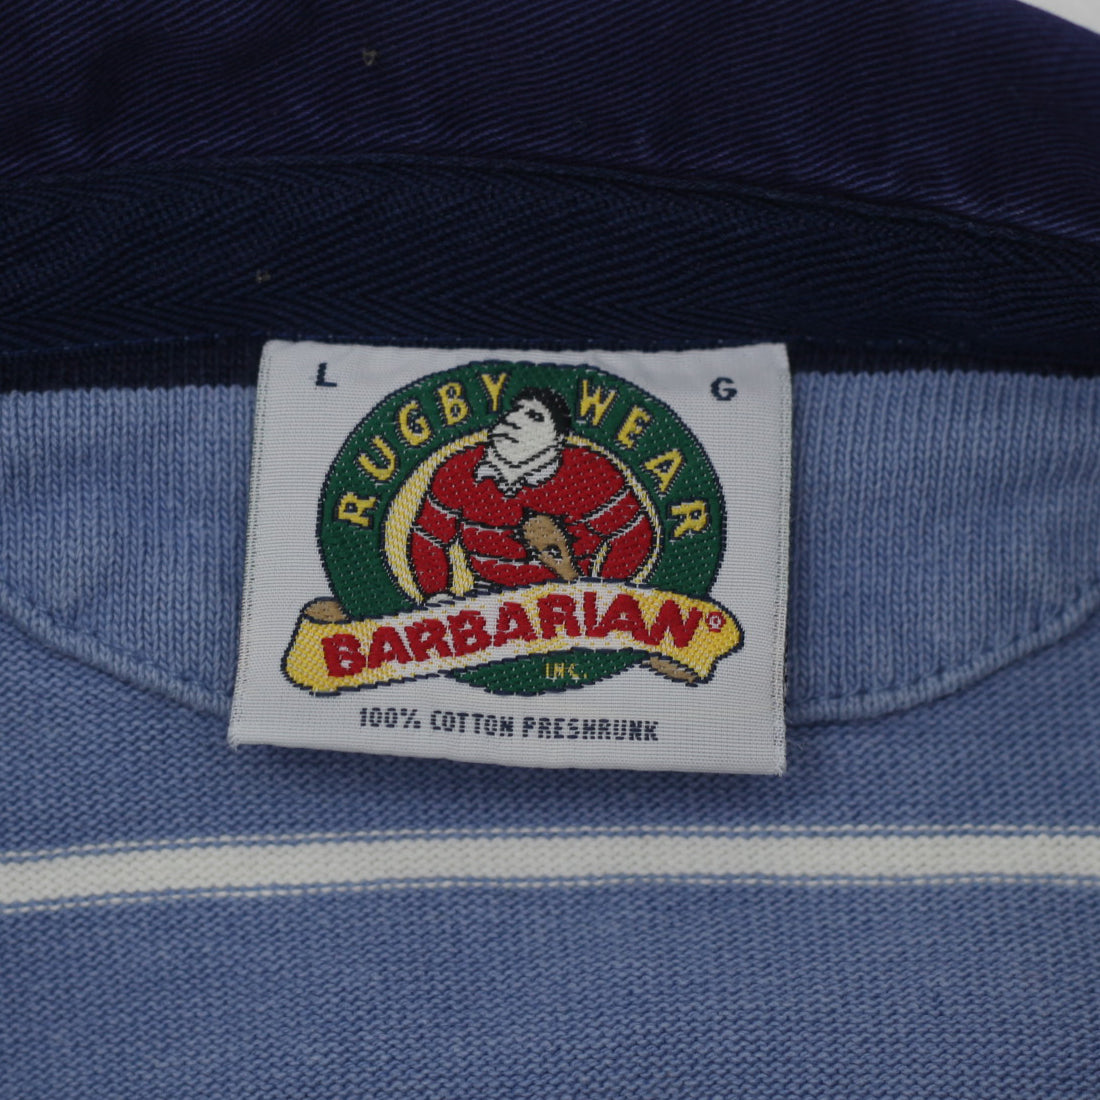 L G
RUGBY WEAR
BARBARIAN®
INC.
100% COTTON PRESHRUNK